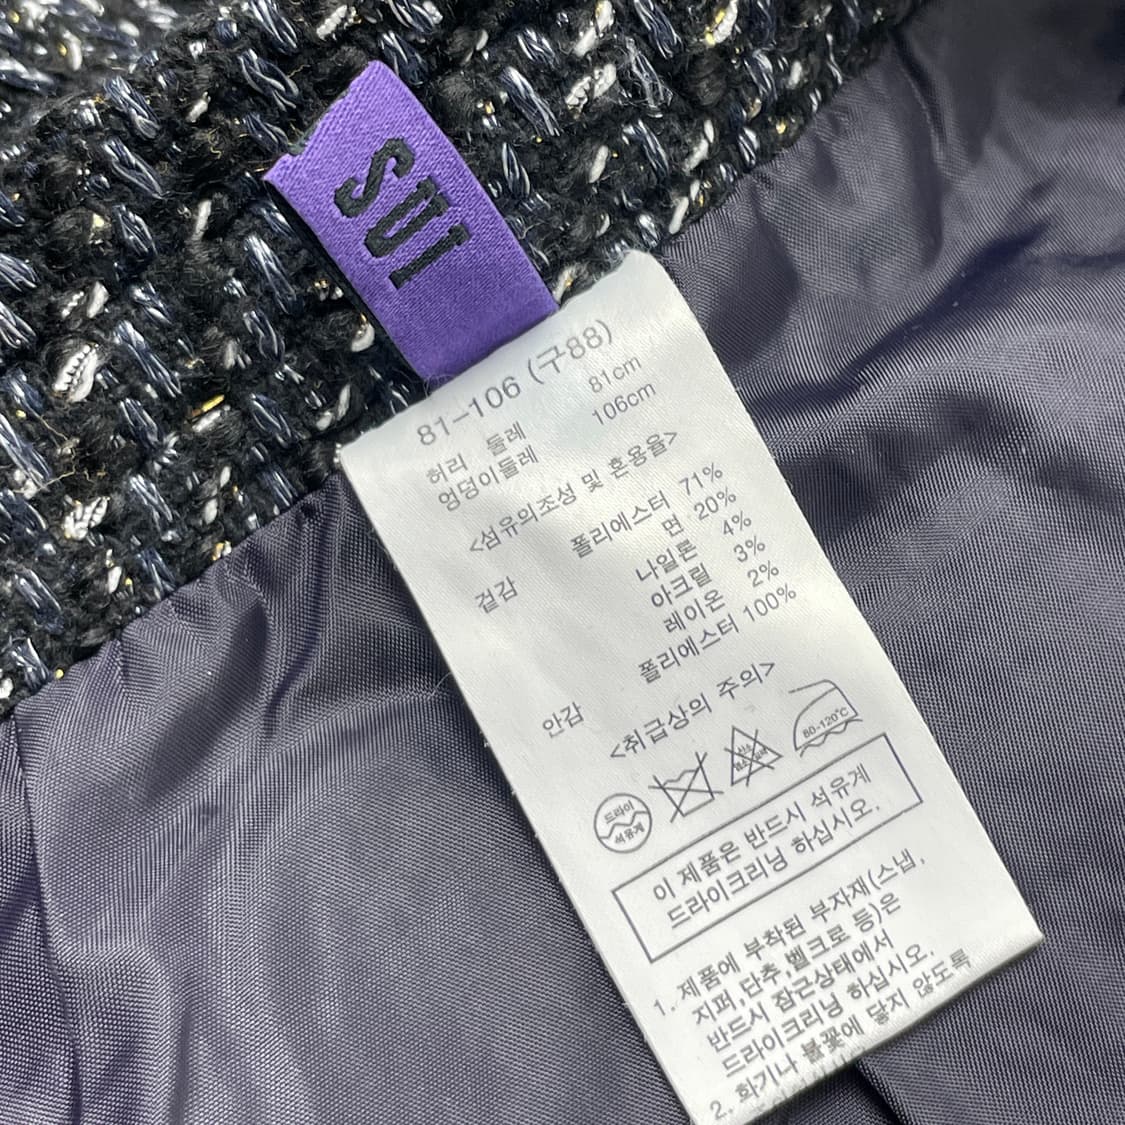 SUI
81-106 (구88)
허리 둘레 81cm
엉덩이둘레 106cm
<섬유의조성 및 혼용율>
겉감 폴리에스터 71%
면 20%
나일론 4%
아크릴 3%
레이온 2%
안감 폴리에스터 100%
<취급상의 주의>
드라이
석유계
80-120°C
이 제품은 반드시 석유계
드라이크리닝 하십시오.
1. 제품에 부착된 부자재(스냅,
지퍼,단추,벨크로 등)은
반드시 잠근상태에서
드라이크리닝 하십시오.
2. 화기나 불꽃에 닿지 않도록